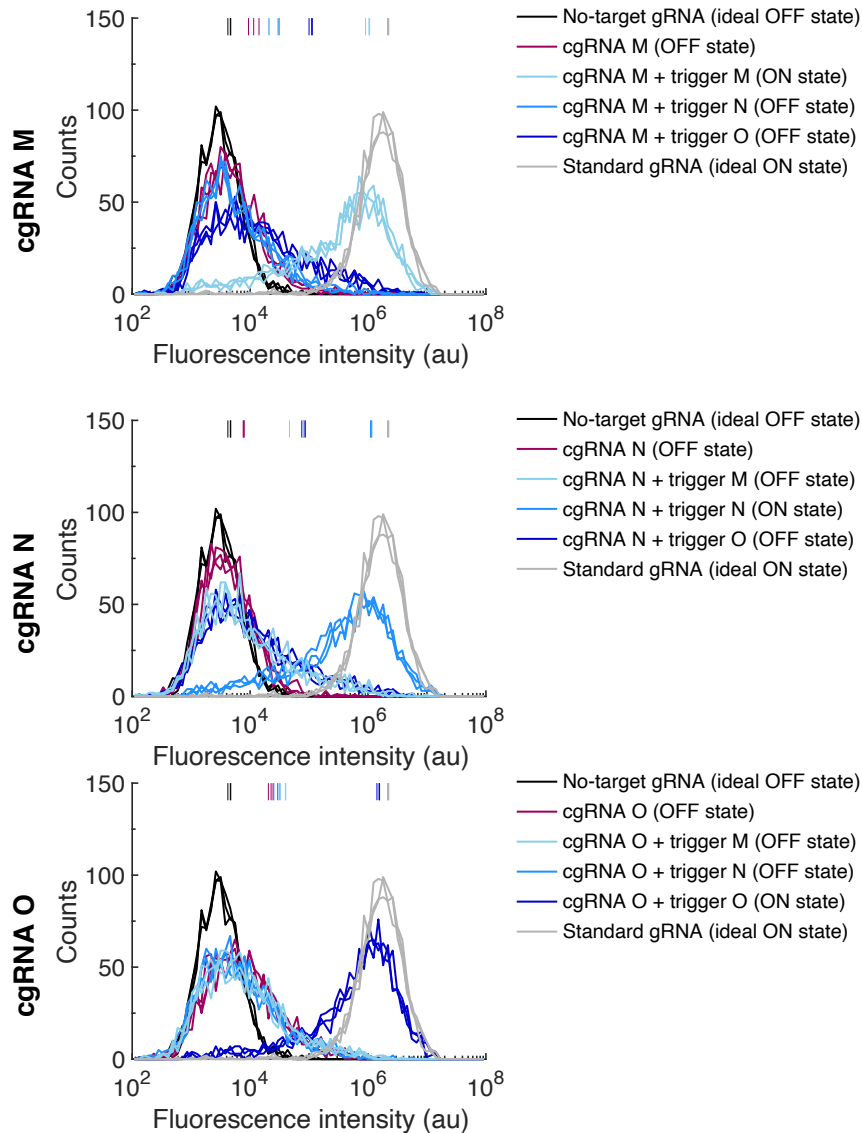 cgRNA M
Counts
150
100
50
0
10^2
10^4
10^6
10^8
Fluorescence intensity (au)
No-target gRNA (ideal OFF state)
cgRNA M (OFF state)
cgRNA M + trigger M (ON state)
cgRNA M + trigger N (OFF state)
cgRNA M + trigger O (OFF state)
Standard gRNA (ideal ON state)
cgRNA N
Counts
150
100
50
0
10^2
10^4
10^6
10^8
Fluorescence intensity (au)
No-target gRNA (ideal OFF state)
cgRNA N (OFF state)
cgRNA N + trigger M (OFF state)
cgRNA N + trigger N (ON state)
cgRNA N + trigger O (OFF state)
Standard gRNA (ideal ON state)
cgRNA O
Counts
150
100
50
0
10^2
10^4
10^6
10^8
Fluorescence intensity (au)
No-target gRNA (ideal OFF state)
cgRNA O (OFF state)
cgRNA O + trigger M (OFF state)
cgRNA O + trigger N (OFF state)
cgRNA O + trigger O (ON state)
Standard gRNA (ideal ON state)